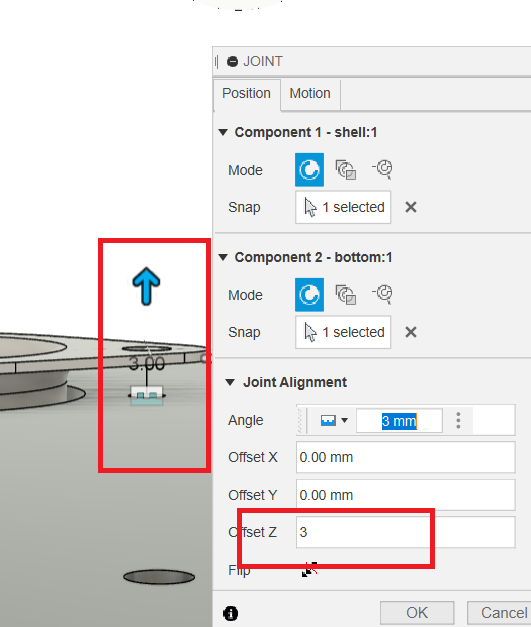 JOINT
Position Motion
Component 1 - shell:1
Mode
Snap 1 selected
Component 2 - bottom:1
Mode
Snap 1 selected
Joint Alignment
Angle 3 mm
Offset X 0.00 mm
Offset Y 0.00 mm
Offset Z 3
Flip
OK Cancel
3.00